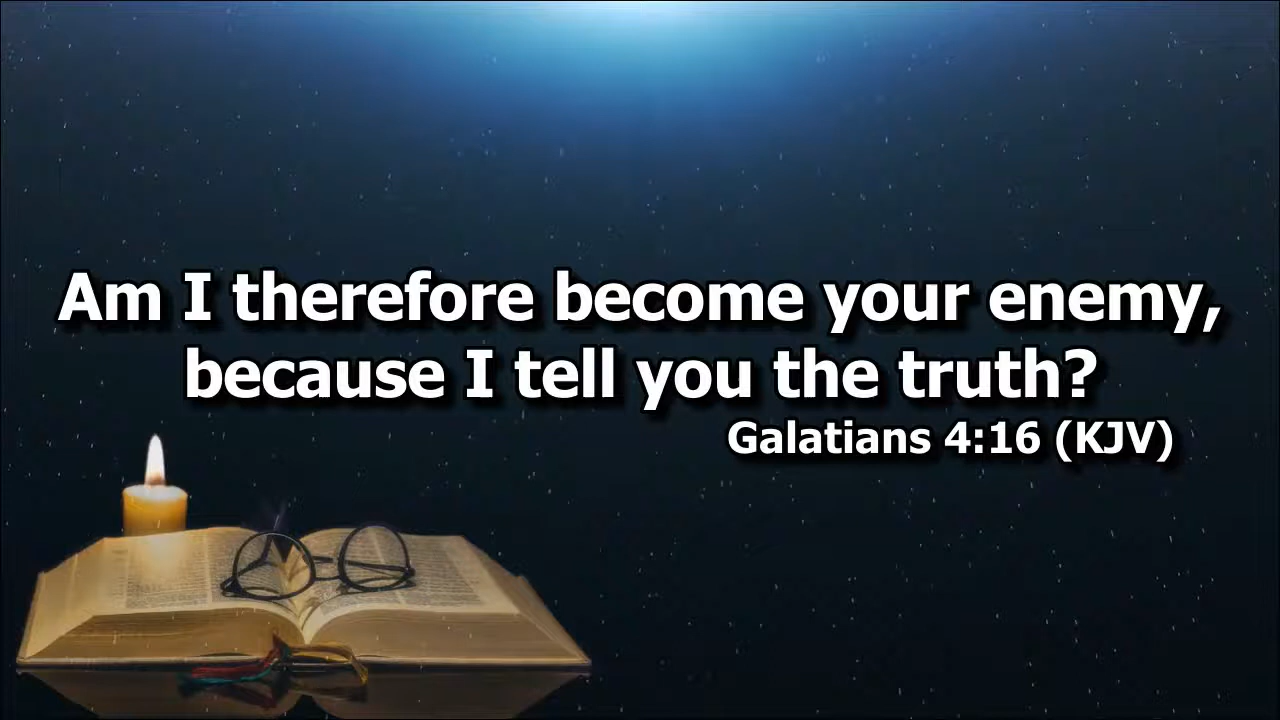 Am I therefore become your enemy,
because I tell you the truth?
Galatians 4:16 (KJV)